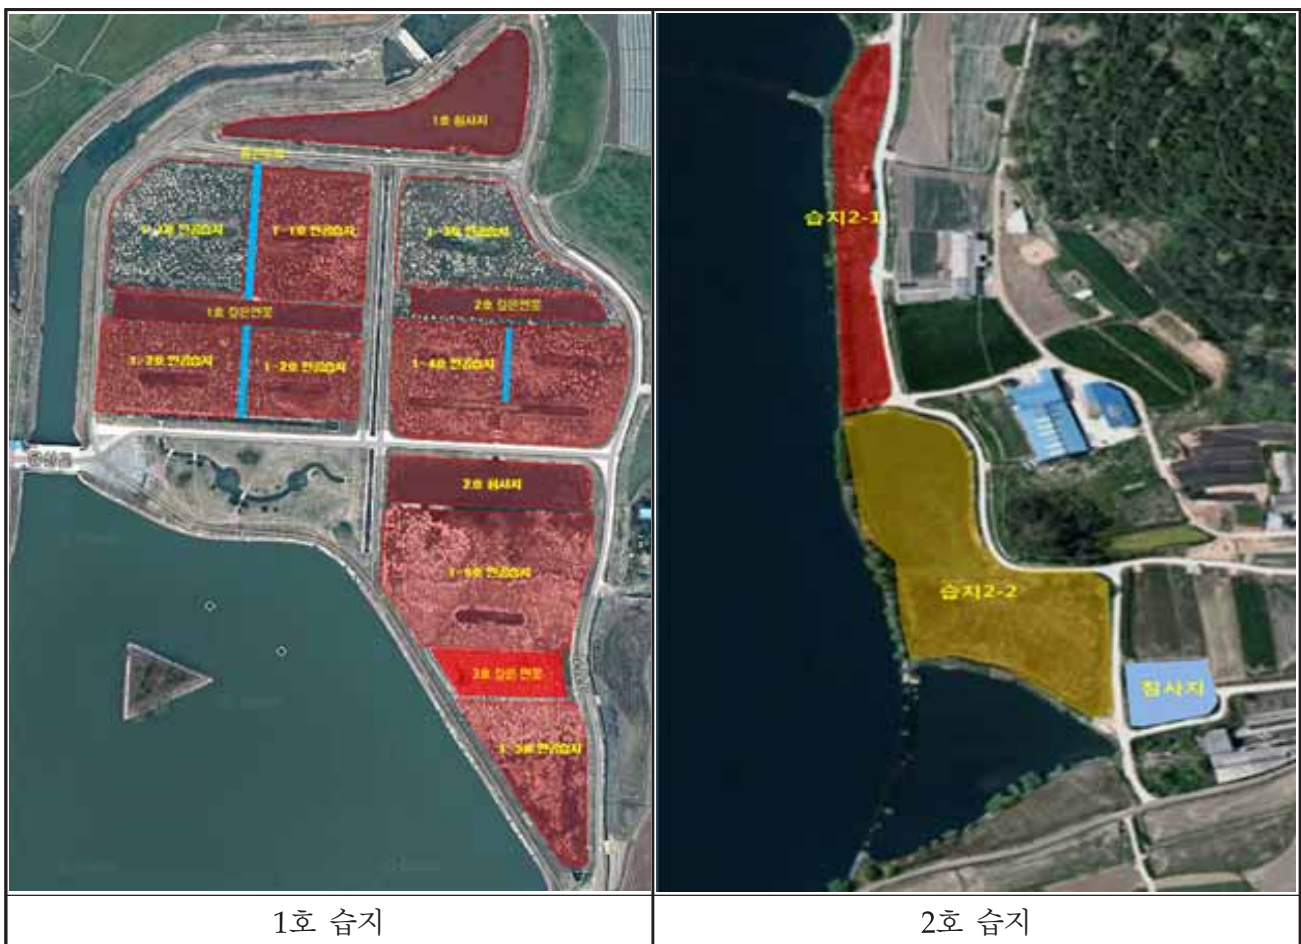 1호 침사지
1-1호 인공습지
1-1호 인공습지
1-3호 인공습지
1호 깊은연못
2호 깊은연못
1-2호 인공습지
1-2호 인공습지
1-4호 인공습지
2호 침사지
3호 깊은 연못
1-5호 인공습지
습지2-1
습지2-2
침사지
1호 습지
2호 습지